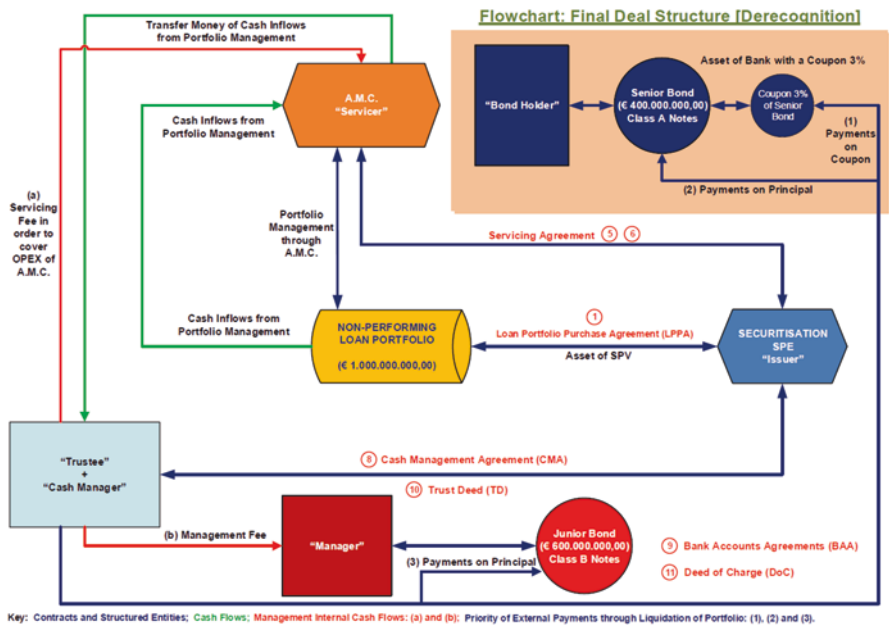 Flowchart: Final Deal Structure [Derecognition]
Transfer Money of Cash Inflows
from Portfolio Management
A.M.C.
"Servicer"
Cash Inflows from
Portfolio Management
Asset of Bank with a Coupon 3%
"Bond Holder"
Senior Bond
(€ 400.000.000,00)
Class A Notes
Coupon 3%
of Senior
Bond
(1)
Payments
on
Coupon
(2) Payments on Principal
(a)
Servicing
Fee in
order to
cover
OPEX of
A.M.C.
Portfolio
Management
through
A.M.C.
Servicing Agreement 5 6
Cash Inflows from
Portfolio Management
NON-PERFORMING
LOAN PORTFOLIO
(€ 1.000.000.000,00)
1
Loan Portfolio Purchase Agreement (LPPA)
Asset of SPV
SECURITISATION
SPE
"Issuer"
"Trustee"
+
"Cash Manager"
8 Cash Management Agreement (CMA)
10 Trust Deed (TD)
(b) Management Fee
"Manager"
(3) Payments on Principal
Junior Bond
(€ 600.000.000,00)
Class B Notes
9 Bank Accounts Agreements (BAA)
11 Deed of Charge (DoC)
Key: Contracts and Structured Entities; Cash Flows; Management Internal Cash Flows: (a) and (b); Priority of External Payments through Liquidation of Portfolio: (1), (2) and (3).